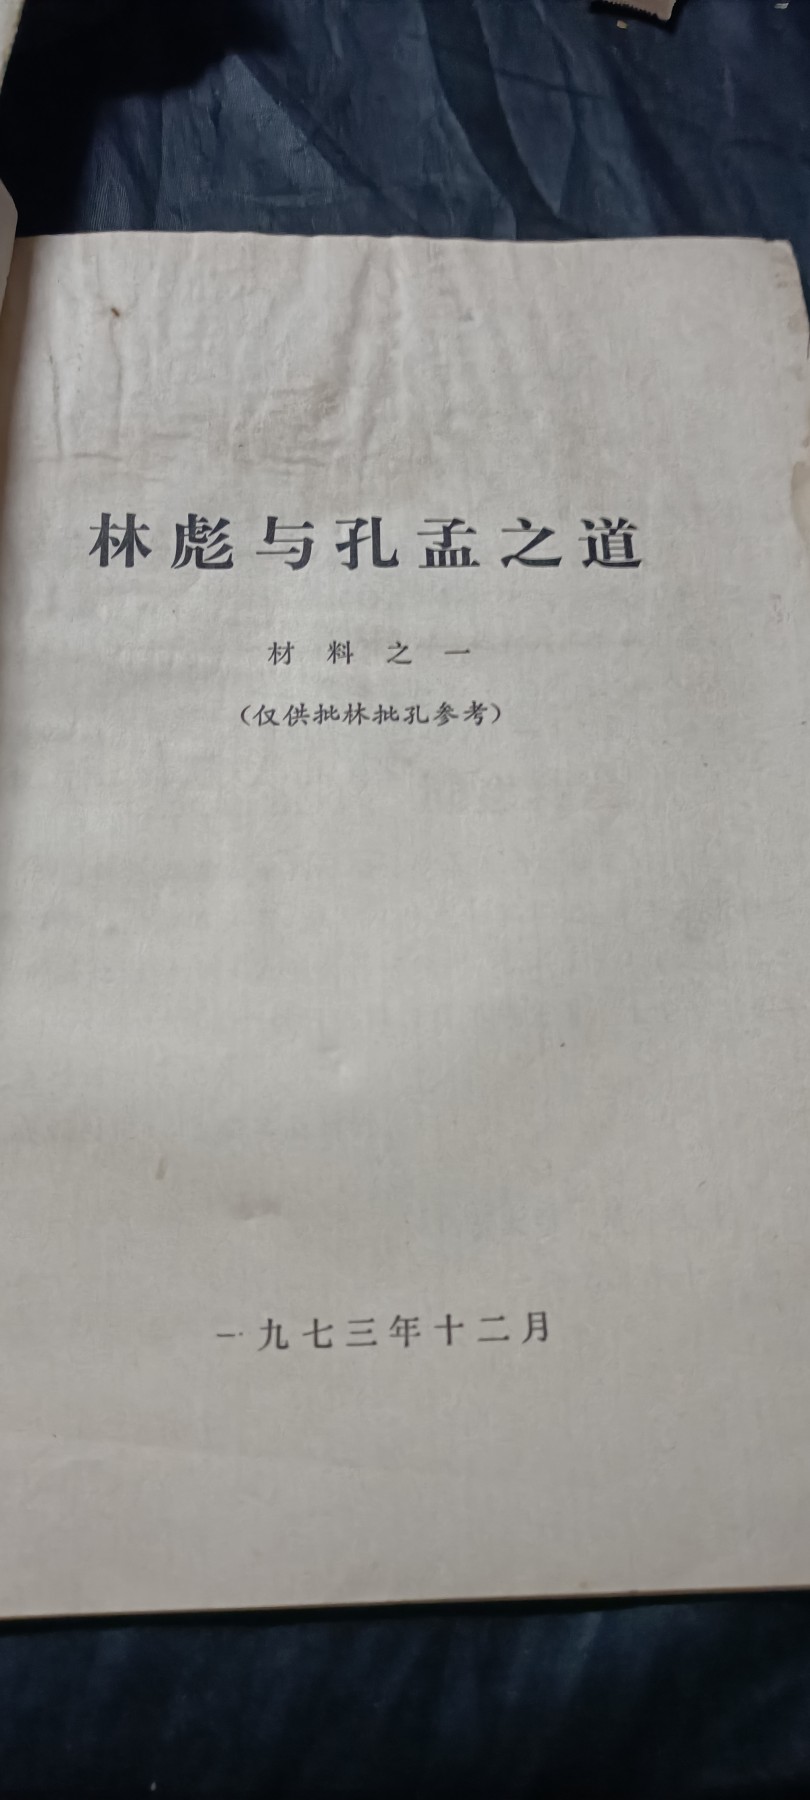 林彪与孔孟之道
材料之一
（仅供批林批孔参考）
一九七三年十二月